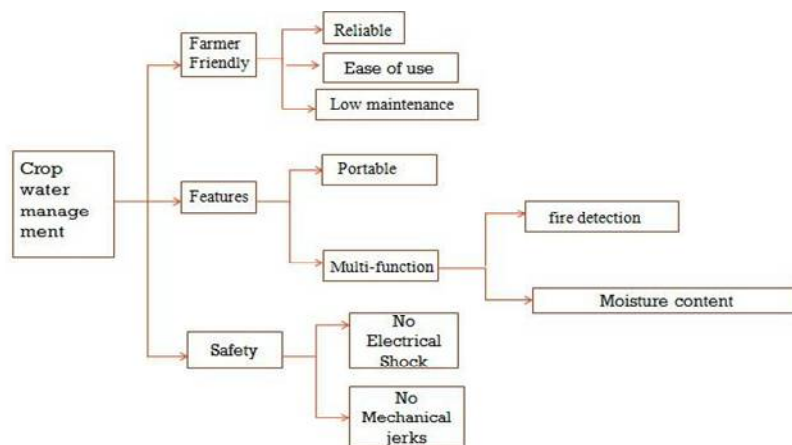 Crop
water
manage
ment
Farmer
Friendly
Reliable
Ease of use
Low maintenance
Features
Portable
Multi-function
fire detection
Moisture content
Safety
No
Electrical
Shock
No
Mechanical
jerks